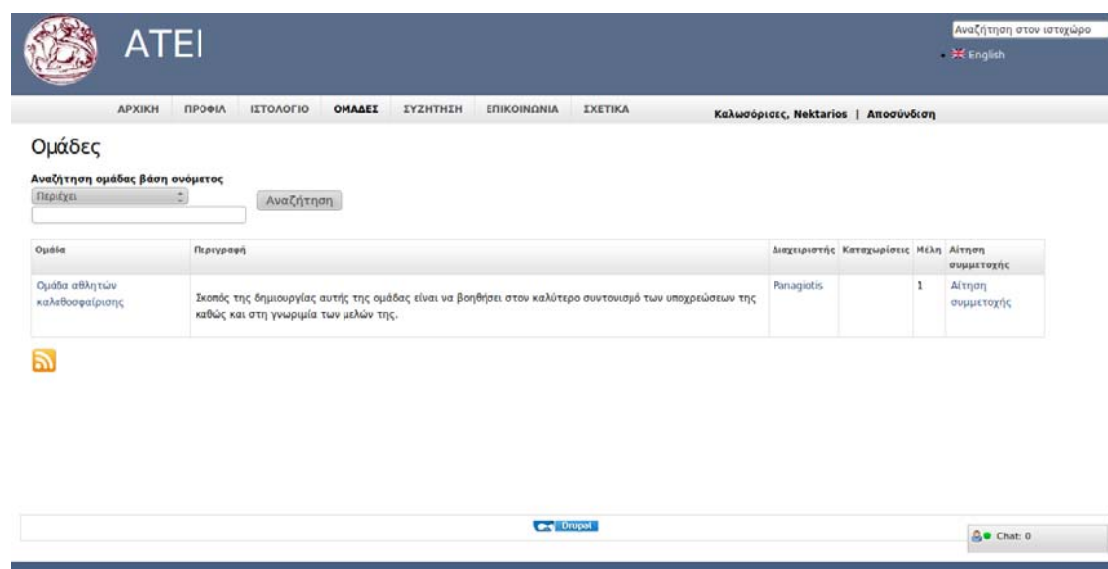 ATEI
Αναζήτηση στον ιστοχώρο
English
ΑΡΧΙΚΗ ΠΡΟΦΙΛ ΙΣΤΟΛΟΓΙΟ ΟΜΑΔΕΣ ΣΥΖΗΤΗΣΗ ΕΠΙΚΟΙΝΩΝΙΑ ΣΧΕΤΙΚΑ Καλωσόρισες, Nektarios | Αποσύνδεση
Ομάδες
Αναζήτηση ομάδας βάση ονόματος
Περιέχει
Αναζήτηση
Ομάδα Περιγραφή Διαχειριστής Καταχωρίσεις Μέλη Αίτηση
συμμετοχής
Ομάδα αθλητών
καλαθοσφαίρισης
Σκοπός της δημιουργίας αυτής της ομάδας είναι να βοηθήσει στον καλύτερο συντονισμό των υποχρεώσεων της
καθώς και στη γνωριμία των μελών της.
Panagiotis 1 Αίτηση
συμμετοχής
Drupal
Chat: 0